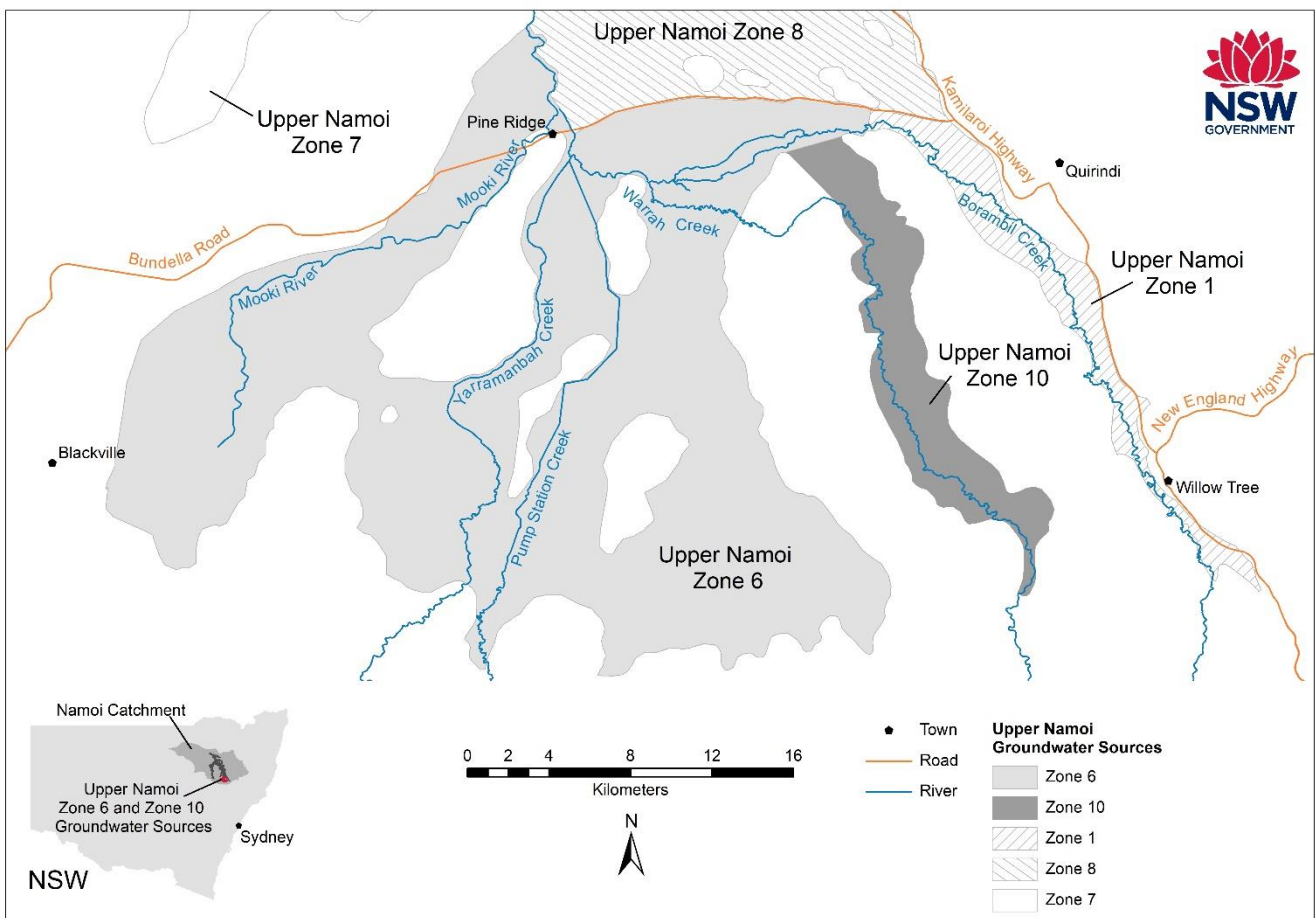 Upper Namoi Zone 8
NSW
GOVERNMENT
Upper Namoi
Zone 7
Pine Ridge
Kamilaroi Highway
Quirindi
Mooki River
Warrah Creek
Borambil Creek
Bundella Road
Mooki River
Upper Namoi
Zone 1
Yarramanbah Creek
Upper Namoi
Zone 10
New England Highway
Blackville
Pump Station Creek
Willow Tree
Upper Namoi
Zone 6
Namoi Catchment
Upper Namoi
Zone 6 and Zone 10
Groundwater Sources
Sydney
NSW
0 2 4 8 12 16
Kilometers
N
Town
Road
River
Upper Namoi
Groundwater Sources
Zone 6
Zone 10
Zone 1
Zone 8
Zone 7